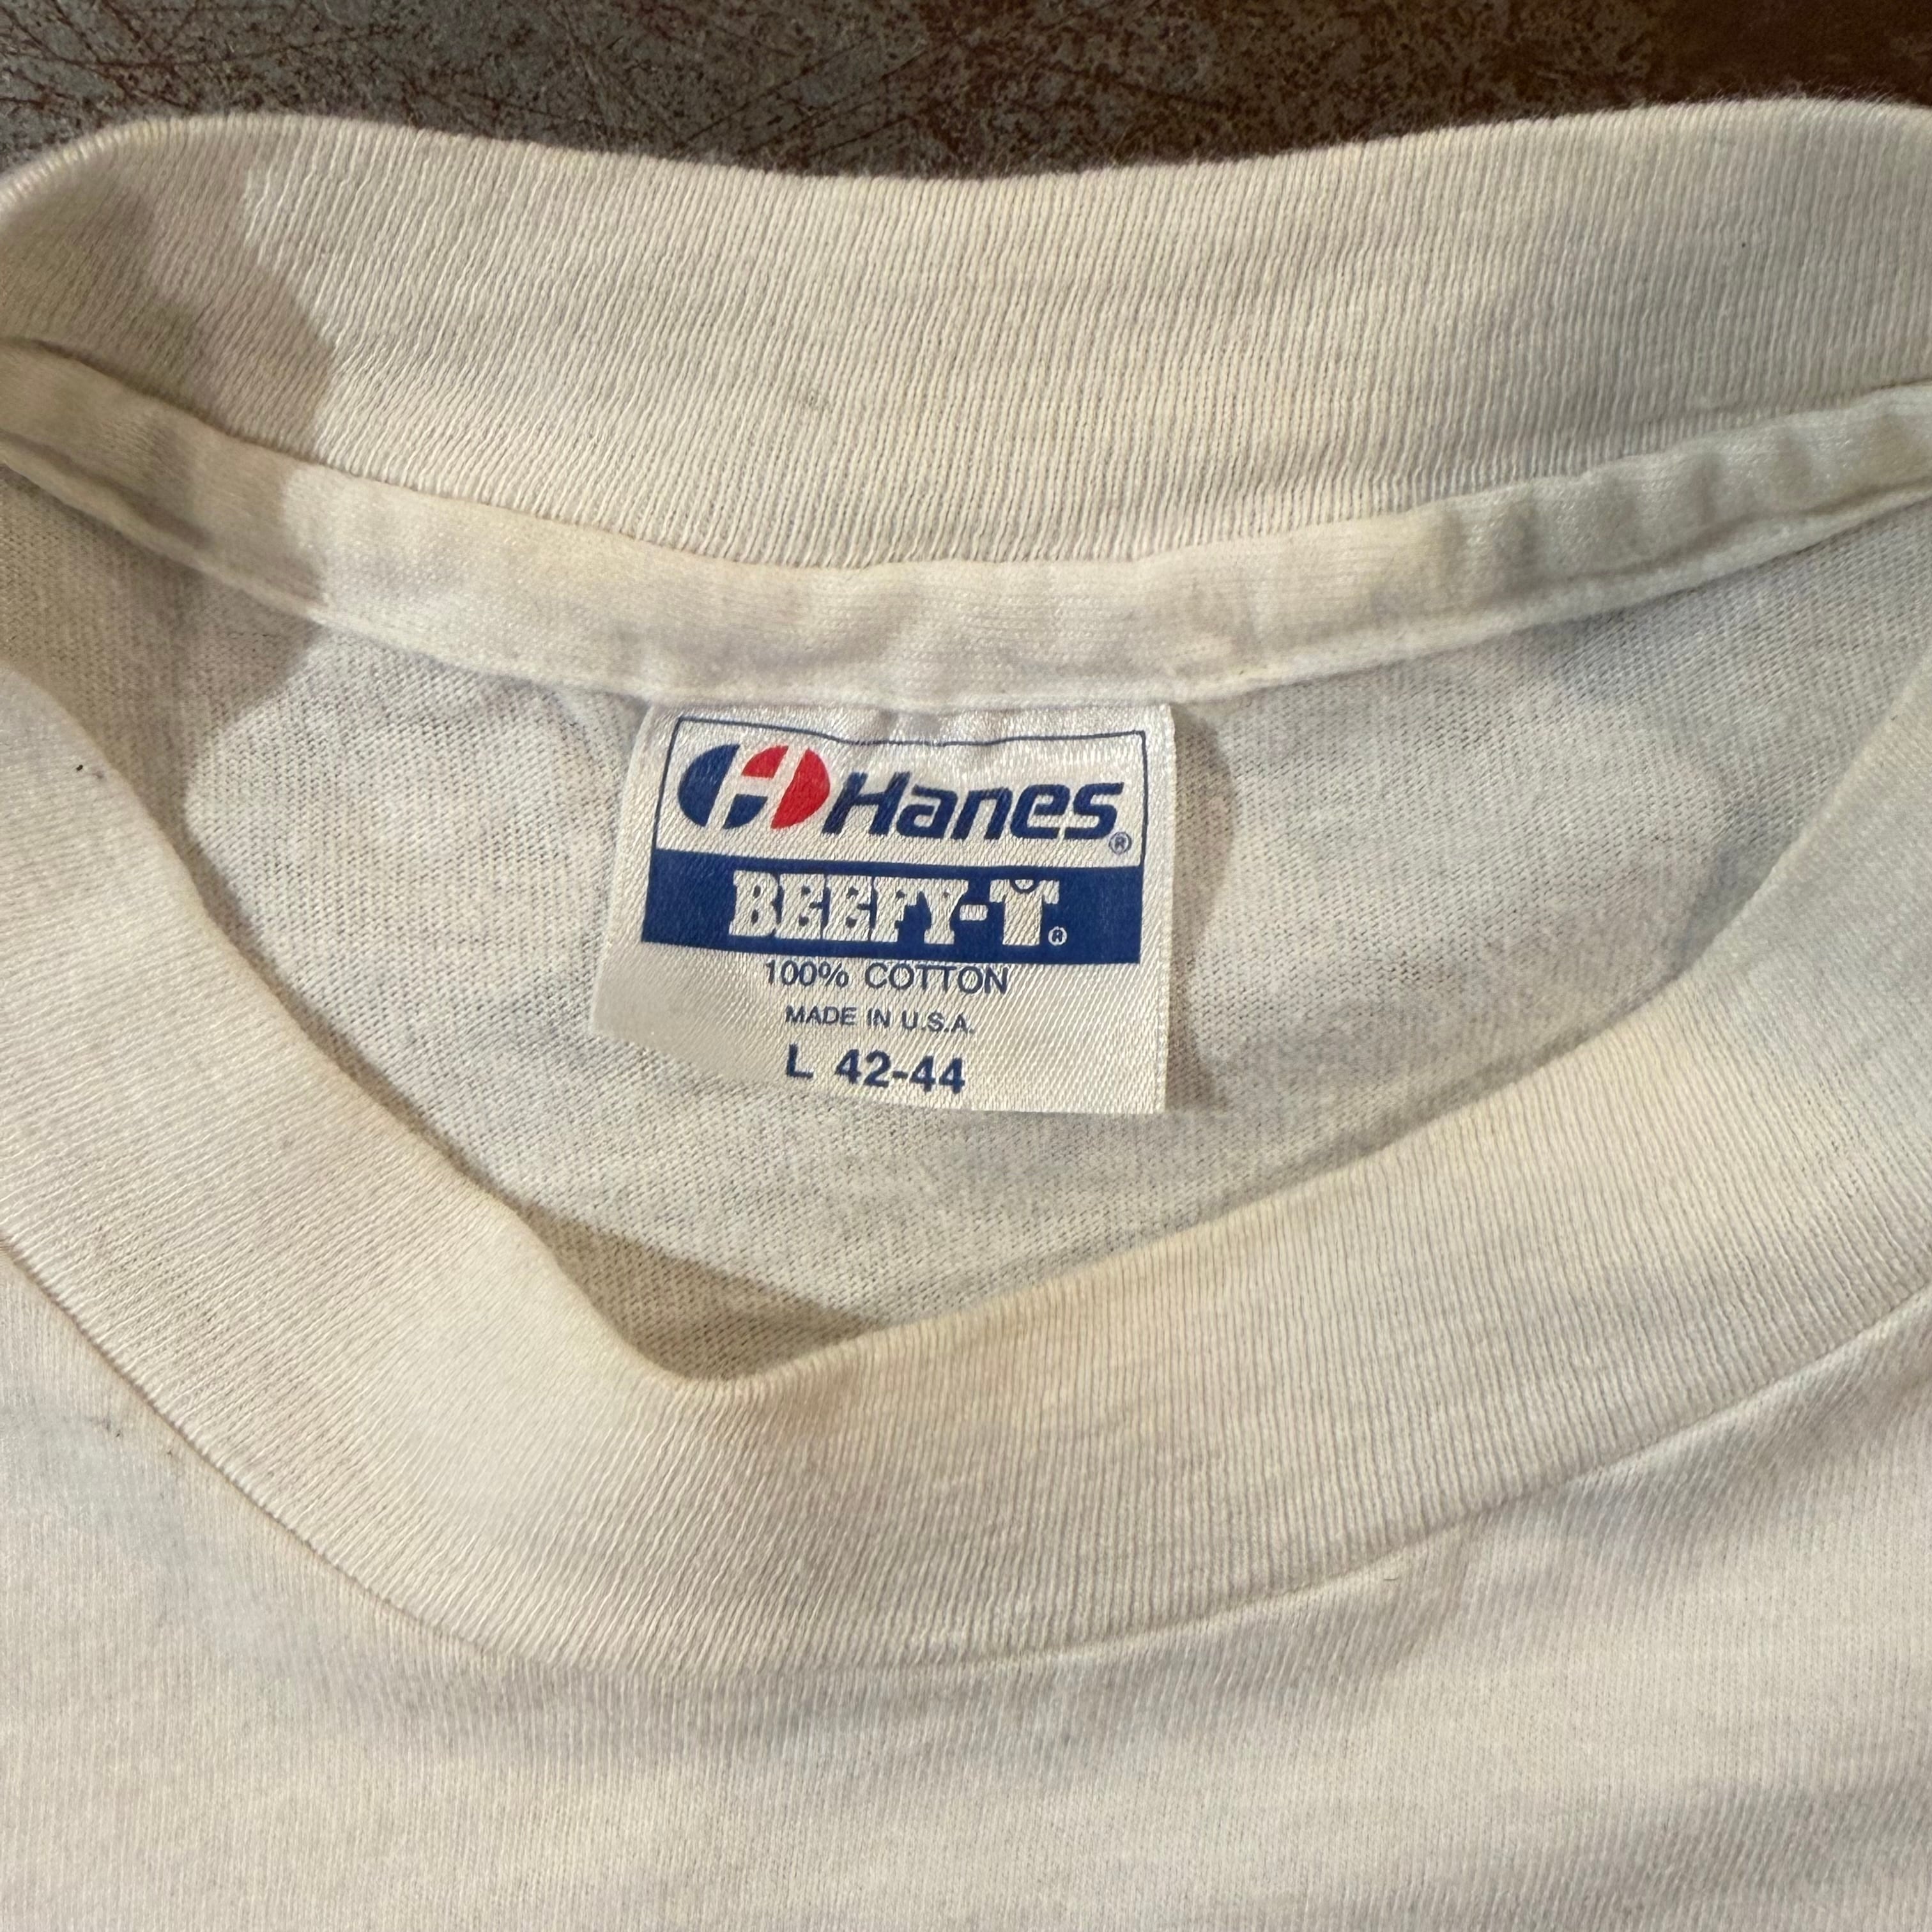 Hanes®
BEEFY-T®
100% COTTON
MADE IN U.S.A.
L 42-44